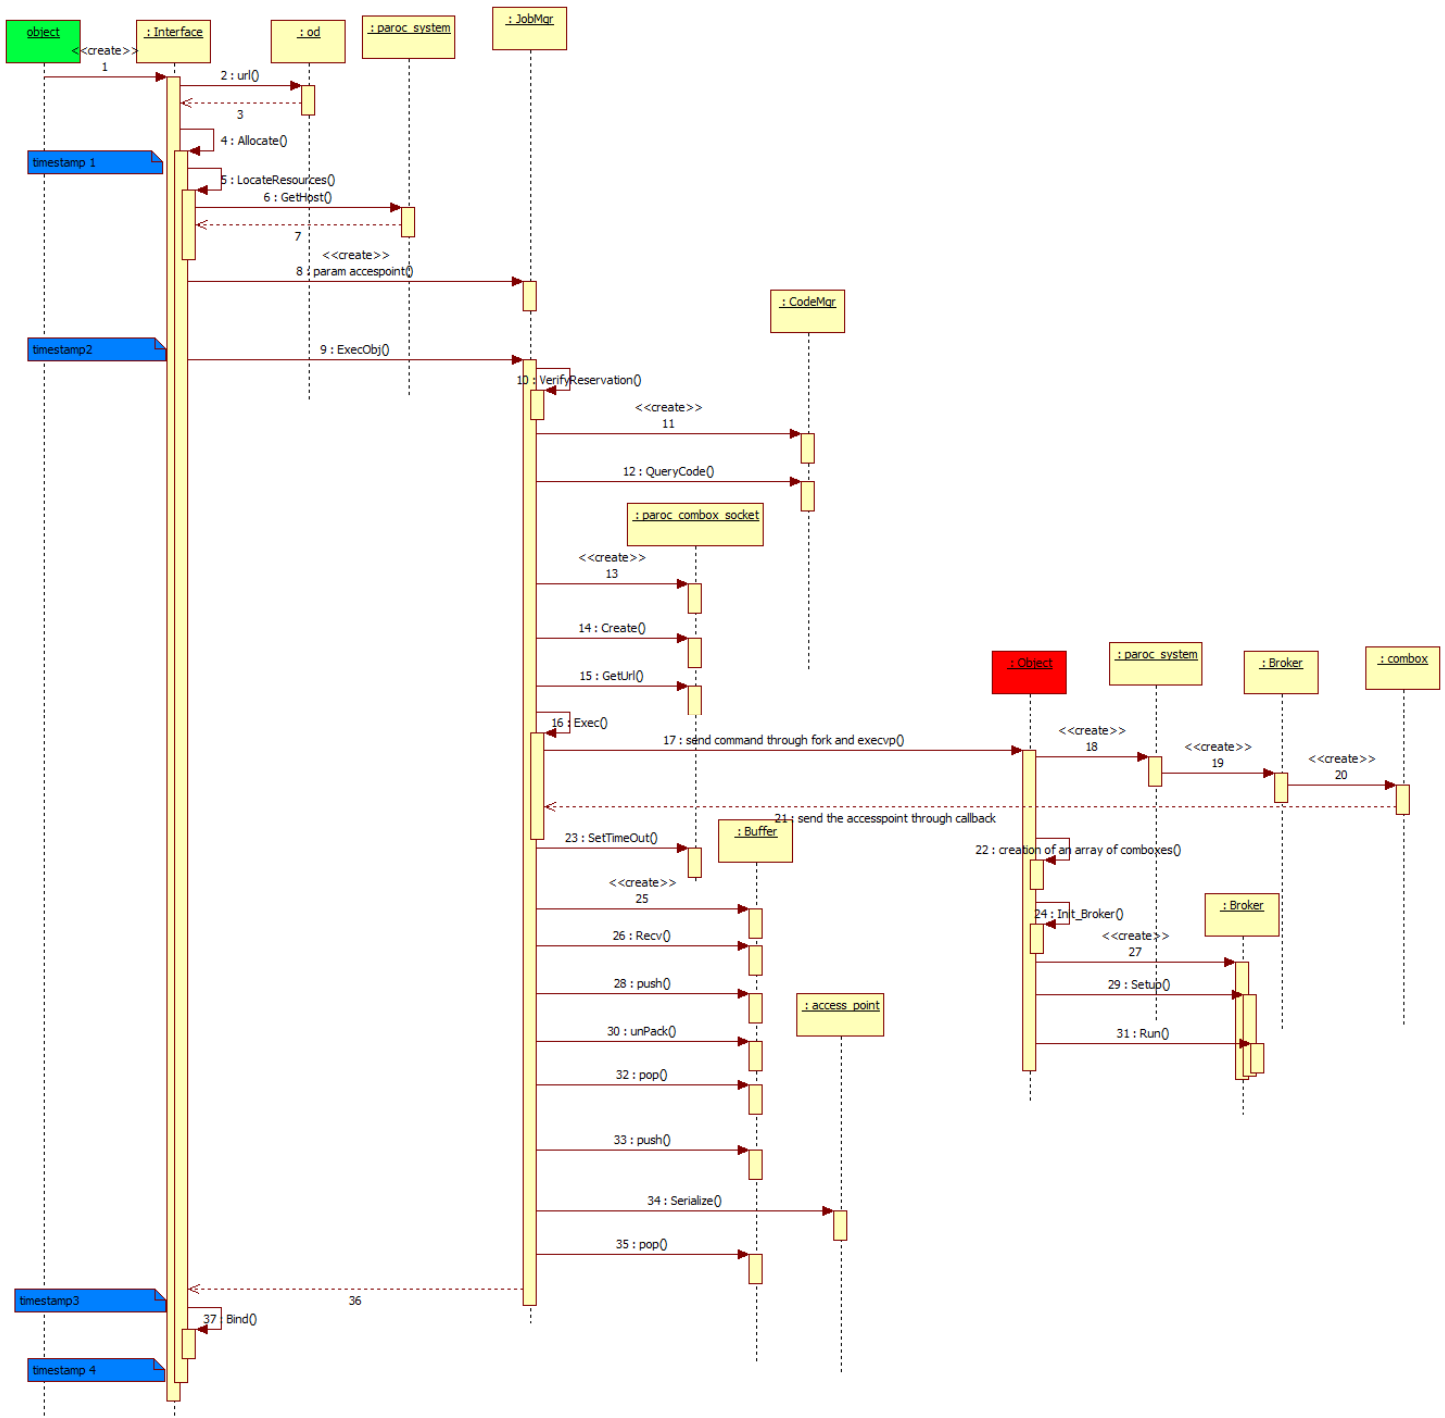 object
: Interface
: od
: paroc_system
: JobMgr
<<create>>
1
2 : url()
3
4 : Allocate()
timestamp 1
5 : LocateResources()
6 : GetHost()
7
<<create>>
8 : param accespoint()
: CodeMgr
timestamp2
9 : ExecObj()
10 : VerifyReservation()
<<create>>
11
12 : QueryCode()
: paroc_combox_socket
<<create>>
13
14 : Create()
15 : GetUrl()
: Object
: paroc_system
: Broker
: combox
16 : Exec()
17 : send command through fork and execvp()
<<create>>
18
<<create>>
19
<<create>>
20
21 : send the accesspoint through callback
: Buffer
23 : SetTimeOut()
22 : creation of an array of comboxes()
<<create>>
25
: Broker
24 : Init_Broker()
26 : Recv()
<<create>>
27
28 : push()
29 : Setup()
: access_point
30 : unPack()
31 : Run()
32 : pop()
33 : push()
34 : Serialize()
35 : pop()
36
timestamp3
37 : Bind()
timestamp 4